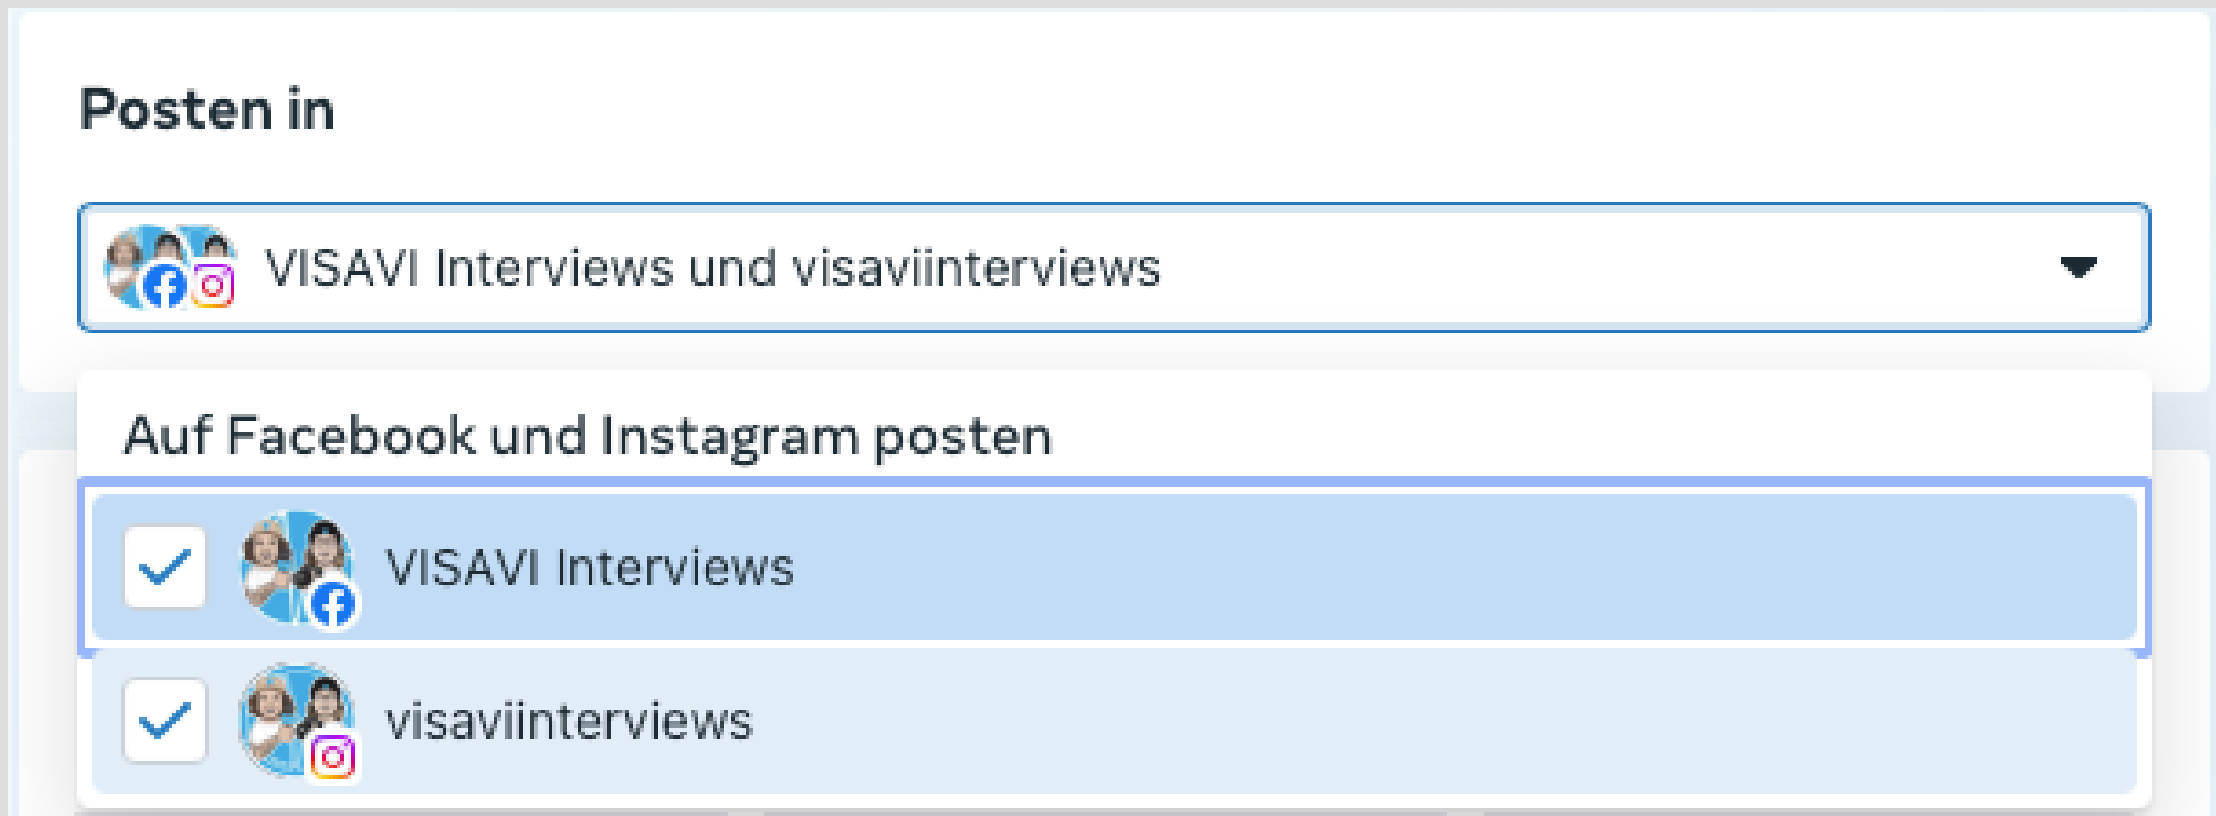 Posten in
VISAVI Interviews und visaviinterviews
Auf Facebook und Instagram posten
VISAVI Interviews
visaviinterviews